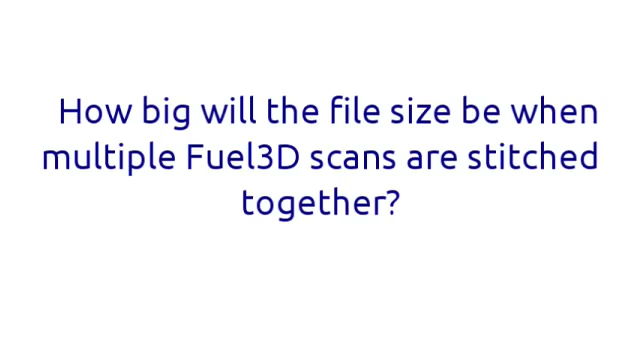 How big will the file size be when
multiple Fuel3D scans are stitched
together?